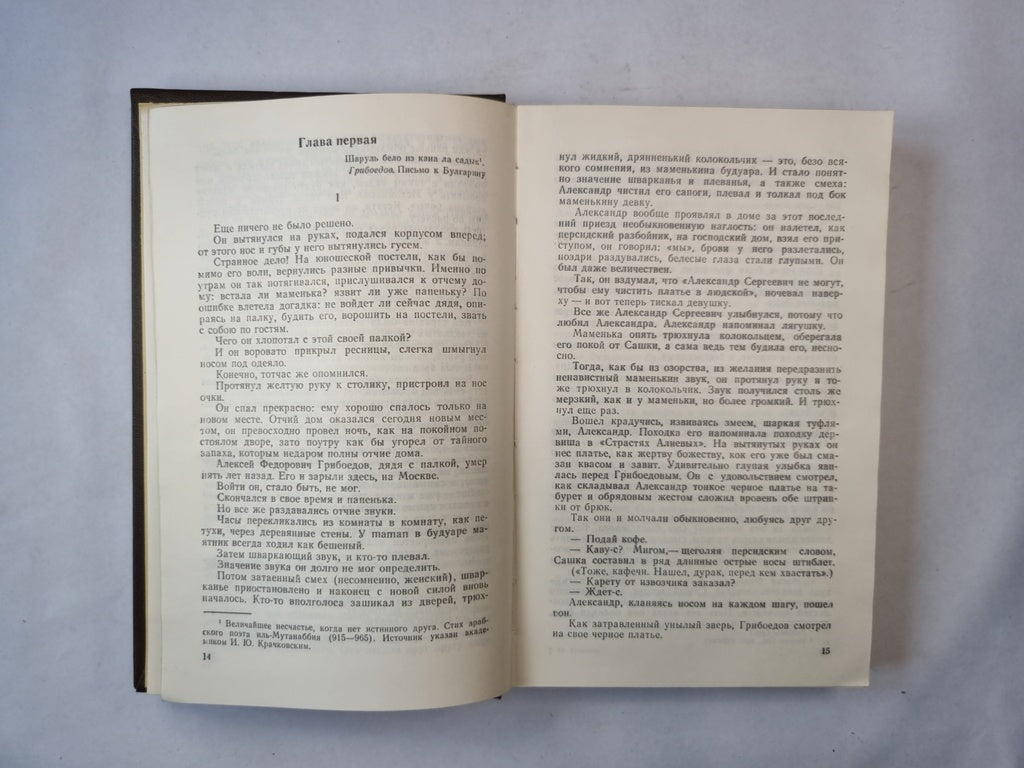 Глава первая
Шаруль бело из кана ла садык¹.
Грибоедов. Письмо к Булгарину
I
Еще ничего не было решено.
Он вытянулся на руках, подался корпусом вперед;
от этого нос и губы у него вытянулись гусем.
Странное дело! На юношеской постели, как бы по-
мимо его воли, вернулись разные привычки. Именно по
утрам он так потягивался, прислушивался к отчему до-
му: встала ли маменька? язвит ли уже папеньку? По
ошибке влетела догадка: не войдет ли сейчас дядя, опи-
раясь на палку, будить его, ворошить на постели, звать
с собою по гостям.
Чего он хлопотал с этой своей палкой?
И он воровато прикрыл ресницы, слегка шмыгнул
носом под одеяло.
Конечно, тотчас же опомнился.
Протянул желтую руку к столику, пристроил на нос
очки.
Он спал прекрасно; ему хорошо спалось только на
новом месте. Отчий дом оказался сегодня новым мес-
том, он превосходно провел ночь, как на покойном по-
стоялом дворе, зато поутру как бы угорел от тайного
запаха, которым недаром полны отчие дома.
Алексей Федорович Грибоедов, дядя с палкой, умер
пять лет назад. Его и зарыли здесь, на Москве.
Войти он, стало быть, не мог.
Скончался в свое время и папенька.
Но все же раздавались отчие звуки.
Часы перекликались из комнаты в комнату, как пе-
тухи, через деревянные стены. У maman в будуаре ма-
ятник всегда ходил как бешеный.
Затем шваркающий звук, и кто-то плевал.
Значение звука он долго не мог определить.
Потом затаенный смех (несомненно, женский), швар-
канье приостановлено и наконец с новой силой вновь
началось. Кто-то вполголоса зашикал из дверей, трюх-
¹ Величайшее несчастье, когда нет истинного друга. Стих араб-
ского поэта иль-Мутанаббия (915—965). Источник указан акаде-
миком И. Ю. Крачковским.
14
нул жидкий, дрянненький колокольчик — это, безо вся-
кого сомнения, из маменькина будуара. И стало понят-
но значение шварканья и плеванья, а также смеха:
Александр чистил его сапоги, плевал и толкал под бок
маменькину девку.
Александр вообще проявлял в доме за этот послед-
ний приезд необыкновенную наглость: он налетел, как
персидский разбойник, на господский дом, взял его при-
ступом, он говорил: «мы», брови у него разлетались,
ноздри раздувались, белесые глаза стали глупыми. Он
был даже величествен.
Так, он вздумал, что «Александр Сергеевич не могут,
чтобы ему чистить платье в людской», ночевал навер-
ху — и вот теперь тискал девушку.
Все же Александр Сергеевич улыбнулся, потому что
любил Александра. Александр напоминал лягушку.
Маменька опять трюхнула колокольцем, оберегала
его покой от Сашки, а сама ведь тем будила его, несно-
сно.
Тогда, как бы из озорства, из желания передразнить
ненавистный маменькин звук, он протянул руку и то-
же трюхнул в колокольчик. Звук получился столь же
мерзкий, как и у маменьки, но более громкий. И трюх-
нул еще раз.
Вошел крадучись, извиваясь змеем, шаркая туфля-
ми, Александр. Походка его напоминала походку дер-
виша в «Страстях Алиевых». На вытянутых руках он
нес платье, как жертву божеству, кок его уже был сма-
зан квасом и завит. Удивительно глупая улыбка яви-
лась перед Грибоедовым. Он с удовольствием смотрел,
как складывал Александр тонкое черное платье на та-
бурет и обрядовым жестом сложил вровень обе штрип-
ки от брюк.
Так они и молчали обыкновенно, любуясь друг дру-
гом.
— Подай кофе.
— Каву-с? Мигом,— щеголяя персидским словом,
Сашка составил в ряд длинные острые носы штиблет.
(«Тоже, кафечи. Нашел, дурак, перед кем хвастать».)
— Карету от извозчика заказал?
— Ждет-с.
Александр, кланяясь носом на каждом шагу, пошел
вон.
Как затравленный унылый зверь, Грибоедов смотрел
на свое черное платье.
15